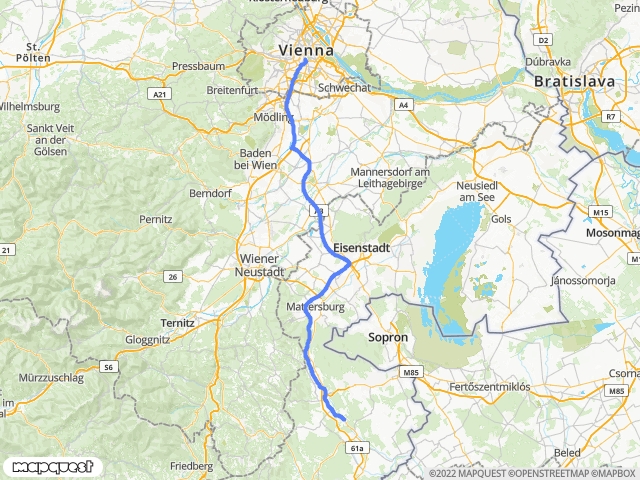 Klosterneuburg
St.
Pölten
Pressbaum
Vienna
D2
Pezin
Dúbravka
Bratislava
Breitenfurt
A21
Schwechat
Wilhelmsburg
A4
R7
Mödling
Sankt Veit
an der
Gölsen
Baden
bei Wien
Mannersdorf am
Leithagebirge
Neusiedl
am See
Berndorf
Pernitz
A3
Gols
M15
Mosonmag
21
Eisenstadt
M1
26
Wiener
Neustadt
Jánossomorja
Mattersburg
Ternitz
Gloggnitz
Sopron
S6
M85
Csorna
Mürzzuschlag
Fertőszentmiklós
M85
im
l
61a
Beled
Friedberg
mapquest
©2022 MAPQUEST ©OPENSTREETMAP ©MAPBOX